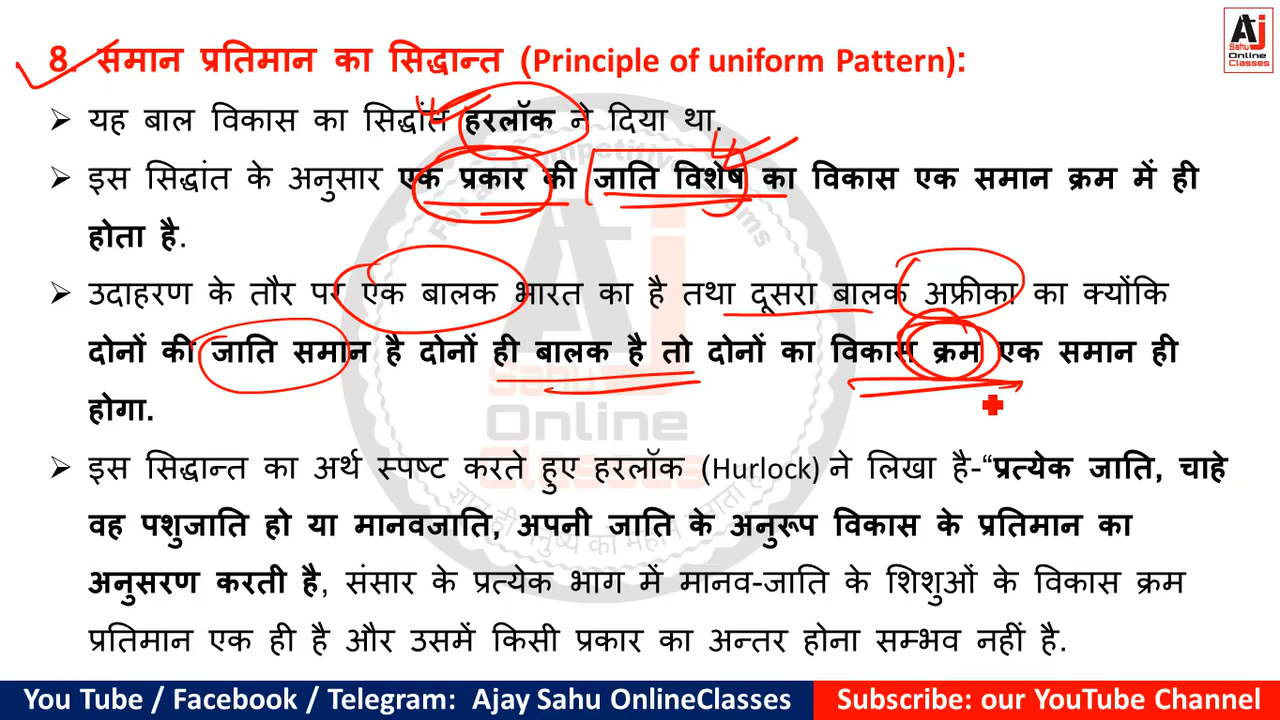 AJ
Sahu
Online
Classes
8. समान प्रतिमान का सिद्धान्त (Principle of uniform Pattern):
➢ यह बाल विकास का सिद्धांत हरलॉक ने दिया था.
➢ इस सिद्धांत के अनुसार एक प्रकार की जाति विशेष का विकास एक समान क्रम में ही
होता है.
➢ उदाहरण के तौर पर एक बालक भारत का है तथा दूसरा बालक अफ्रीका का क्योंकि
दोनों की जाति समान है दोनों ही बालक है तो दोनों का विकास क्रम एक समान ही
होगा.
➢ इस सिद्धान्त का अर्थ स्पष्ट करते हुए हरलॉक (Hurlock) ने लिखा है-“प्रत्येक जाति, चाहे
वह पशुजाति हो या मानवजाति, अपनी जाति के अनुरूप विकास के प्रतिमान का
अनुसरण करती है, संसार के प्रत्येक भाग में मानव-जाति के शिशुओं के विकास क्रम
प्रतिमान एक ही है और उसमें किसी प्रकार का अन्तर होना सम्भव नहीं है.
Sahu
Online
Classes
You Tube / Facebook / Telegram: Ajay Sahu OnlineClasses
Subscribe: our YouTube Channel